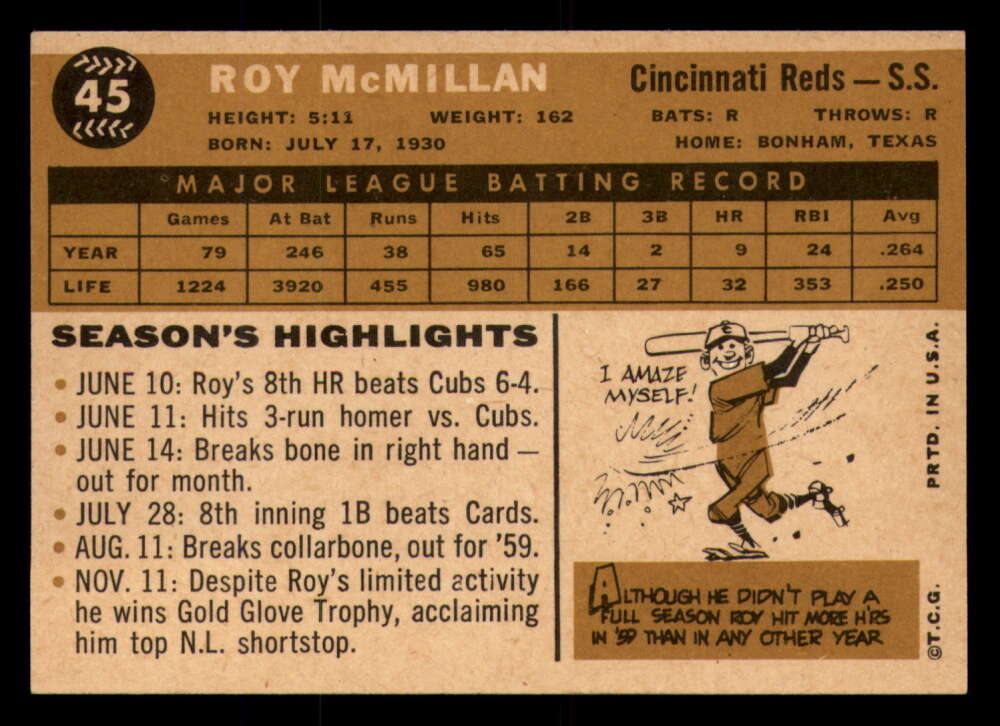 45
ROY McMILLAN
Cincinnati Reds — S.S.
HEIGHT: 5:11 WEIGHT: 162 BATS: R THROWS: R
BORN: JULY 17, 1930 HOME: BONHAM, TEXAS
MAJOR LEAGUE BATTING RECORD
Games At Bat Runs Hits 2B 3B HR RBI Avg
YEAR 79 246 38 65 14 2 9 24 .264
LIFE 1224 3920 455 980 166 27 32 353 .250
SEASON'S HIGHLIGHTS
• JUNE 10: Roy's 8th HR beats Cubs 6-4.
• JUNE 11: Hits 3-run homer vs. Cubs.
• JUNE 14: Breaks bone in right hand —
out for month.
• JULY 28: 8th inning 1B beats Cards.
• AUG. 11: Breaks collarbone, out for '59.
• NOV. 11: Despite Roy's limited activity
he wins Gold Glove Trophy, acclaiming
him top N.L. shortstop.
I AMAZE
MYSELF!
C
ALTHOUGH HE DIDN'T PLAY A
FULL SEASON ROY HIT MORE H'RS
IN '59 THAN IN ANY OTHER YEAR
PRTD. IN U.S.A.
©T.C.G.